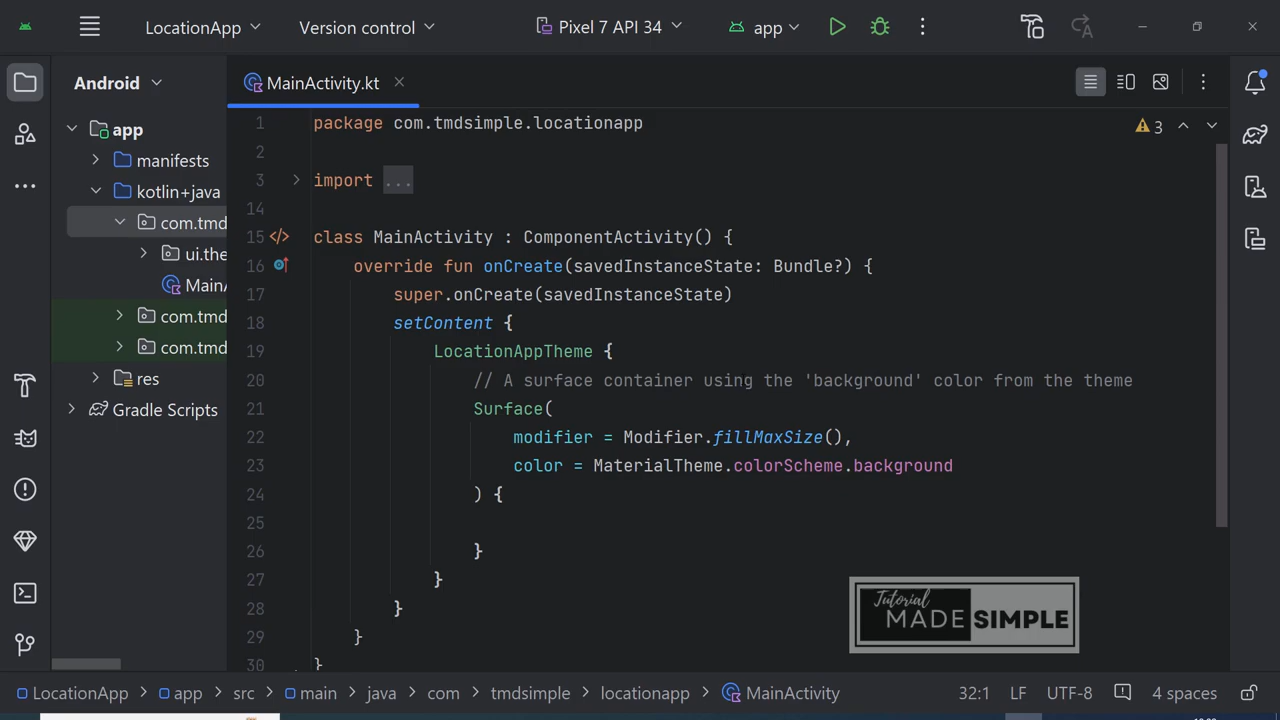 LocationApp
Version control
Pixel 7 API 34
app
Android
MainActivity.kt
app
manifests
kotlin+java
com.tmd
ui.the
Main
com.tmd
com.tmd
res
Gradle Scripts
3
1 package com.tmdsimple.locationapp
2
3 import ...
14
15 class MainActivity : ComponentActivity() {
16 override fun onCreate(savedInstanceState: Bundle?) {
17 super.onCreate(savedInstanceState)
18 setContent {
19 LocationAppTheme {
20 // A surface container using the 'background' color from the theme
21 Surface(
22 modifier = Modifier.fillMaxSize(),
23 color = MaterialTheme.colorScheme.background
24 ) {
25
26 }
27 }
28 }
29 }
30 }
Tutorial
MADE SIMPLE
LocationApp > app > src > main > java > com > tmdsimple > locationapp > MainActivity
32:1 LF UTF-8 4 spaces